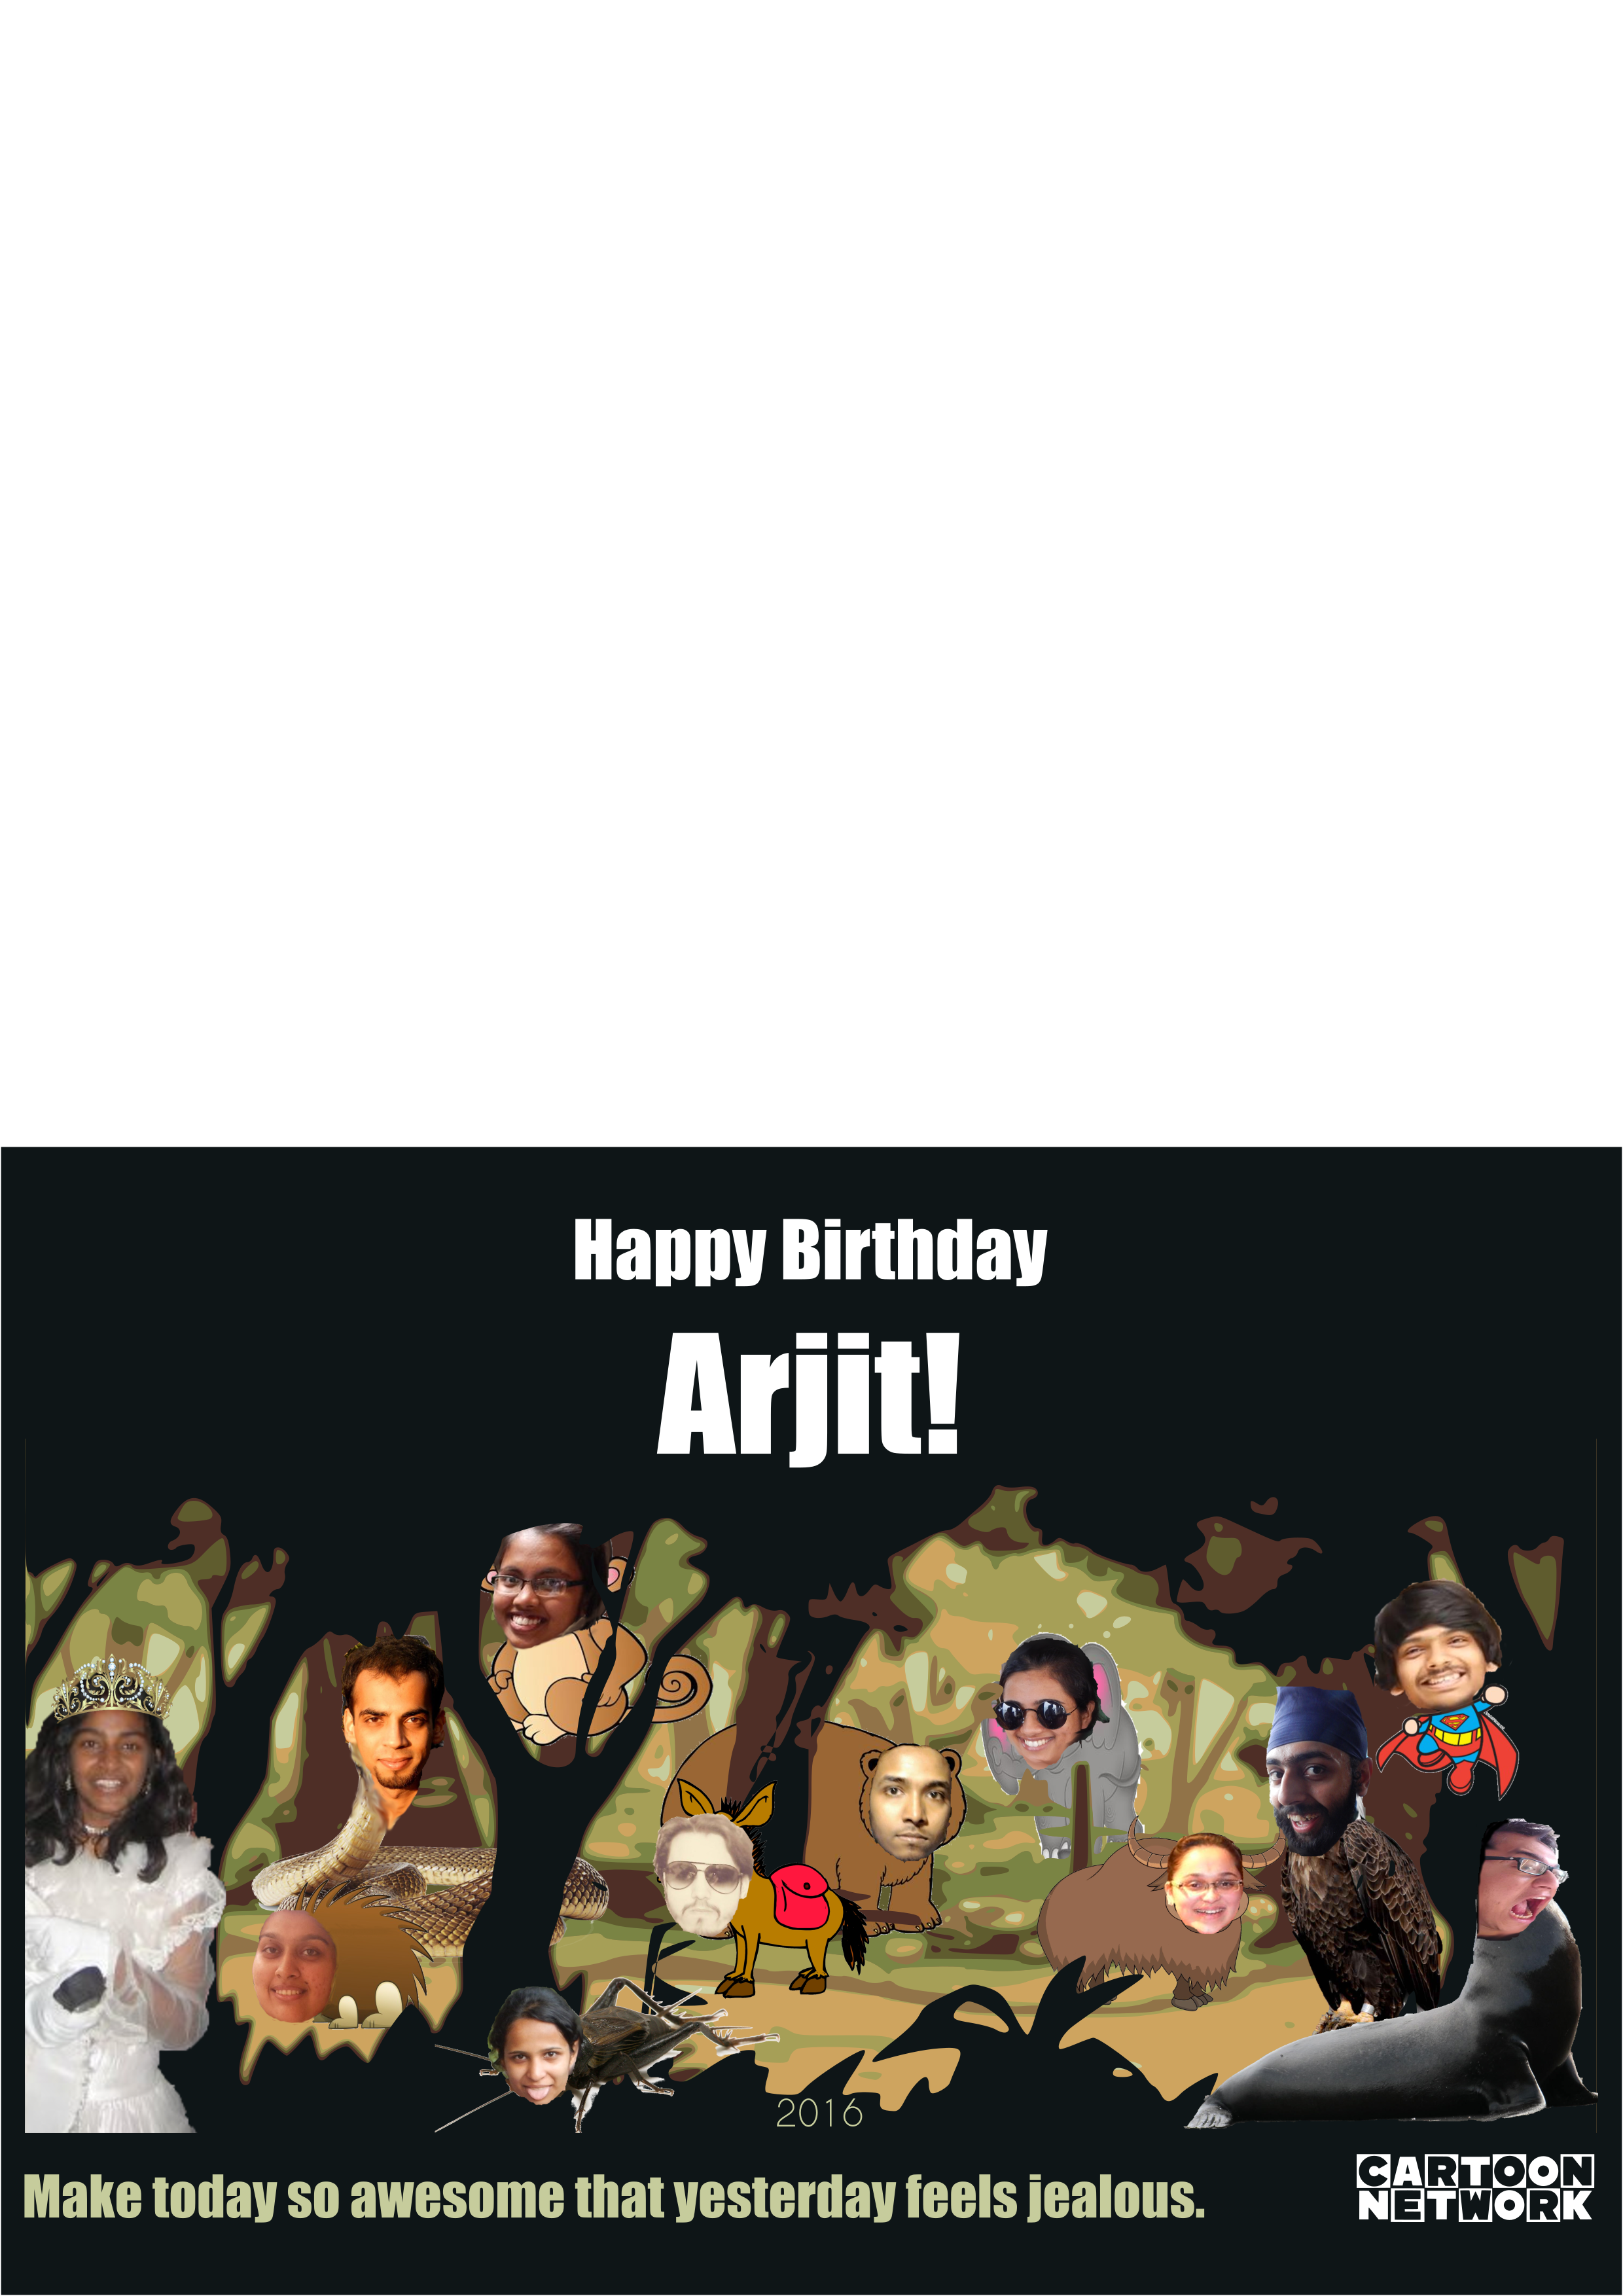 Happy Birthday
Arjit!
2016
Make today so awesome that yesterday feels jealous.
CARTOON
NETWORK